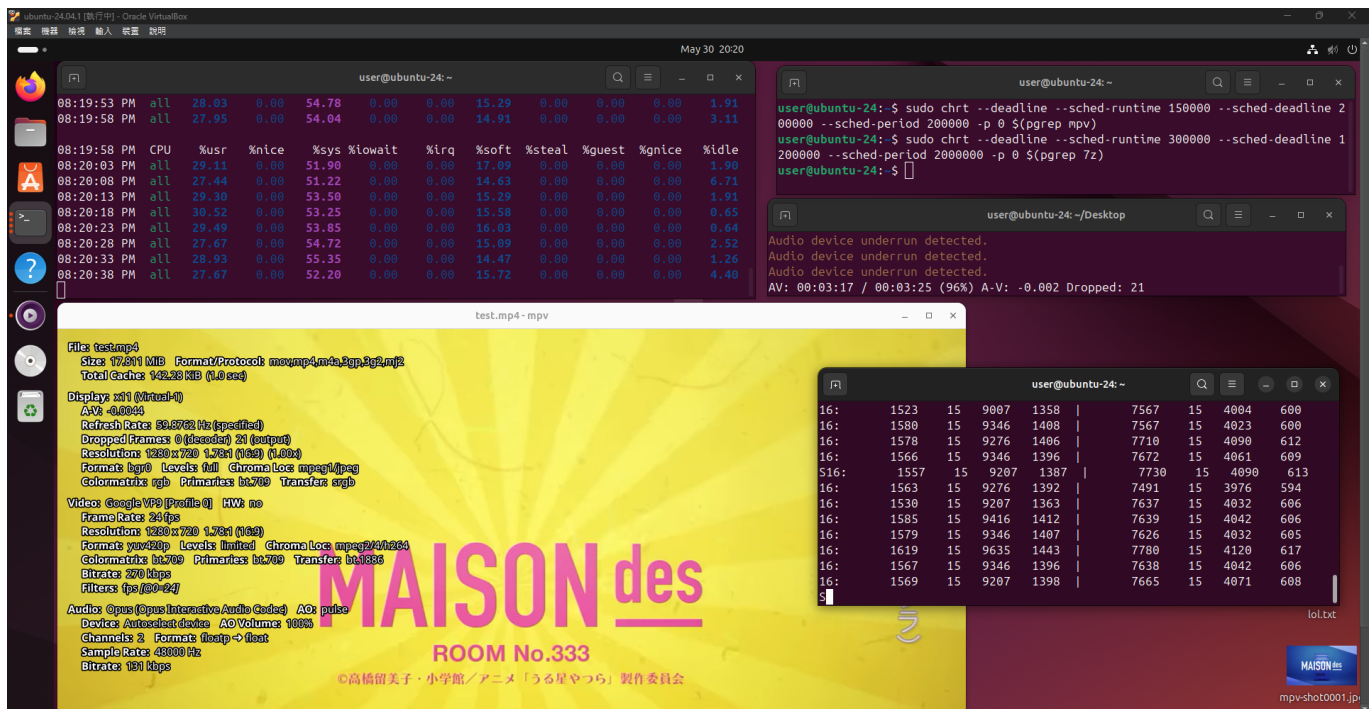 ubuntu-24.04.1 [執行中] - Oracle VirtualBox
檔案 機器 檢視 輸入 裝置 說明
May 30 20:20
user@ubuntu-24: ~
08:19:53 PM all 28.03 0.00 54.78 0.00 0.00 15.29 0.00 0.00 0.00 1.91
08:19:58 PM all 27.95 0.00 54.04 0.00 0.00 14.91 0.00 0.00 0.00 3.11
08:19:58 PM CPU %usr %nice %sys %iowait %irq %soft %steal %guest %gnice %idle
08:20:03 PM all 29.11 0.00 51.90 0.00 0.00 17.09 0.00 0.00 0.00 1.90
08:20:08 PM all 27.44 0.00 51.22 0.00 0.00 14.63 0.00 0.00 0.00 6.71
08:20:13 PM all 29.30 0.00 53.50 0.00 0.00 15.29 0.00 0.00 0.00 1.91
08:20:18 PM all 30.52 0.00 53.25 0.00 0.00 15.58 0.00 0.00 0.00 0.65
08:20:23 PM all 29.49 0.00 53.85 0.00 0.00 16.03 0.00 0.00 0.00 0.64
08:20:28 PM all 27.67 0.00 54.72 0.00 0.00 15.09 0.00 0.00 0.00 2.52
08:20:33 PM all 28.93 0.00 55.35 0.00 0.00 14.47 0.00 0.00 0.00 1.26
08:20:38 PM all 27.67 0.00 52.20 0.00 0.00 15.72 0.00 0.00 0.00 4.40
user@ubuntu-24: ~
user@ubuntu-24:~$ sudo chrt --deadline --sched-runtime 150000 --sched-deadline 2
00000 --sched-period 200000 -p 0 $(pgrep mpv)
user@ubuntu-24:~$ sudo chrt --deadline --sched-runtime 300000 --sched-deadline 1
200000 --sched-period 2000000 -p 0 $(pgrep 7z)
user@ubuntu-24:~$
user@ubuntu-24: ~/Desktop
Audio device underrun detected.
Audio device underrun detected.
Audio device underrun detected.
AV: 00:03:17 / 00:03:25 (96%) A-V: -0.002 Dropped: 21
test.mp4 - mpv
File: test.mp4
Size: 17.811 MiB Format/Protocol: mov,mp4,m4a,3gp,3g2,mj2
Total Cache: 142.28 KiB (1.0 sec)
Display: x11 (Virtual-1)
A-V: -0.0044
Refresh Rate: 59.8762 Hz (specified)
Dropped Frames: 0 (decoder) 21 (output)
Resolution: 1280 x 720 1.78:1 (16:9) (1.00x)
Format: bgr0 Levels: full Chroma Loc: mpeg1/jpeg
Colormatrix: rgb Primaries: bt.709 Transfer: srgb
Video: Google VP9 [Profile 0] HW: no
Frame Rate: 24 fps
Resolution: 1280 x 720 1.78:1 (16:9)
Format: yuv420p Levels: limited Chroma Loc: mpeg2/4/h264
Colormatrix: bt.709 Primaries: bt.709 Transfer: bt.1886
Bitrate: 270 kbps
Filters: fps [@0=24]
Audio: Opus (Opus Interactive Audio Codec) AO: pulse
Device: Autoselect device AO Volume: 100%
Channels: 2 Format: floatp → float
Sample Rate: 48000 Hz
Bitrate: 131 kbps
MAISON des
ROOM No.333
©高橋留美子・小学館／アニメ「うる星やつら」製作委員会
user@ubuntu-24: ~
16: 1523 15 9007 1358 | 7567 15 4004 600
16: 1580 15 9346 1408 | 7567 15 4023 600
16: 1578 15 9276 1406 | 7710 15 4090 612
16: 1566 15 9346 1396 | 7672 15 4061 609
S16: 1557 15 9207 1387 | 7730 15 4090 613
16: 1563 15 9276 1392 | 7491 15 3976 594
16: 1530 15 9207 1363 | 7637 15 4032 606
16: 1585 15 9416 1412 | 7639 15 4042 606
16: 1579 15 9346 1407 | 7626 15 4032 605
16: 1619 15 9635 1443 | 7780 15 4120 617
16: 1567 15 9346 1396 | 7638 15 4042 606
16: 1569 15 9207 1398 | 7665 15 4071 608
S
lol.txt
MAISON des
mpv-shot0001.jp